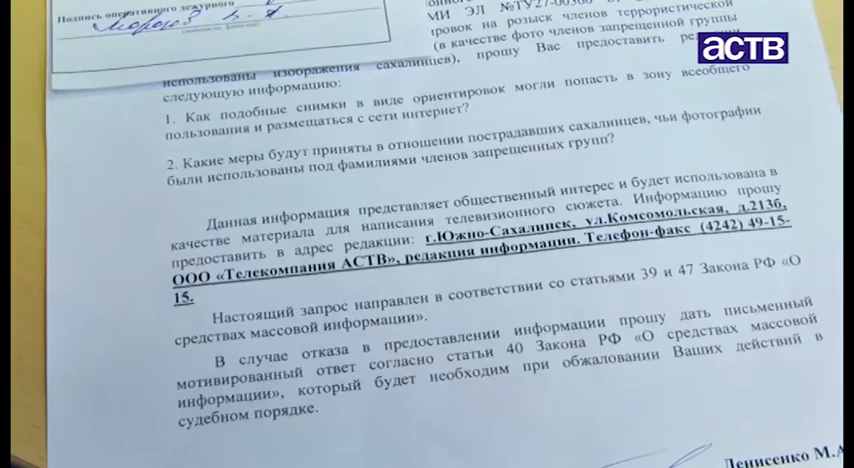 Подпись оперативного дежурного
Морозов
МИ ЭЛ №ТУ27-00366
ровок на розыск членов террористической
(в качестве фото членов запрещенной группы
использованы изображения сахалинцев), прошу Вас предоставить
следующую информацию:
АСТВ
1. Как подобные снимки в виде ориентировок могли попасть в зону всеобщего
пользования и размещаться с сети интернет?
2. Какие меры будут приняты в отношении пострадавших сахалинцев, чьи фотографии
были использованы под фамилиями членов запрещенных групп?
Данная информация представляет общественный интерес и будет использована в
качестве материала для написания телевизионного сюжета. Информацию прошу
предоставить в адрес редакции: г.Южно-Сахалинск, ул.Комсомольская, д.213б,
ООО «Телекомпания АСТВ», редакция информации. Телефон-факс (4242) 49-15-
15.
Настоящий запрос направлен в соответствии со статьями 39 и 47 Закона РФ «О
средствах массовой информации».
В случае отказа в предоставлении информации прошу дать письменный
мотивированный ответ согласно статьи 40 Закона РФ «О средствах массовой
информации», который будет необходим при обжаловании Ваших действий в
судебном порядке.
Денисенко М.А